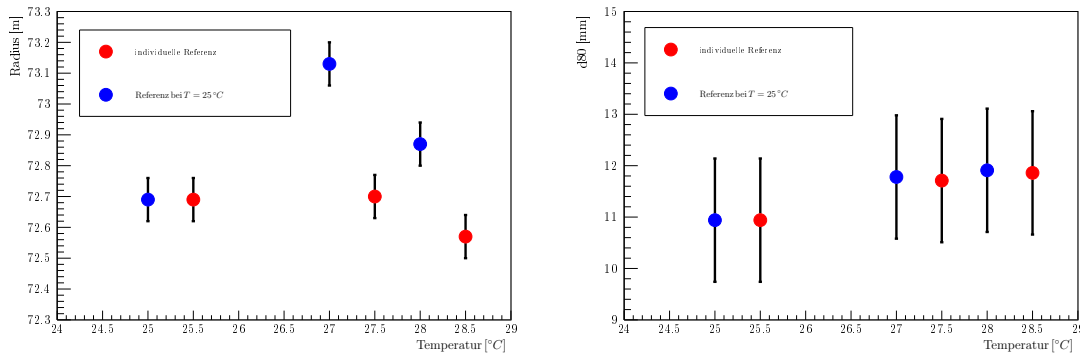 Radius [m]
73.3
73.2
73.1
73
72.9
72.8
72.7
72.6
72.5
72.4
72.3
individuelle Referenz
Referenz bei T = 25°C
24 24.5 25 25.5 26 26.5 27 27.5 28 28.5 29
Temperatur [°C]
d80 [mm]
15
14
13
12
11
10
9
individuelle Referenz
Referenz bei T = 25°C
24 24.5 25 25.5 26 26.5 27 27.5 28 28.5 29
Temperatur [°C]